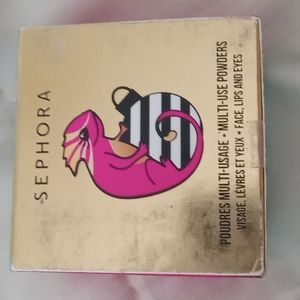 SEPHORA
POUDRES MULTI-USAGE • MULTI-USE POWDERS
VISAGE, LÈVRES ET YEUX • FACE, LIPS AND EYES